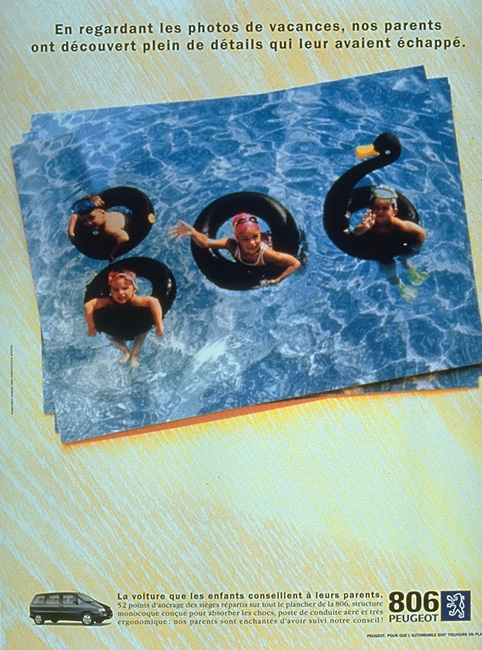 En regardant les photos de vacances, nos parents
ont découvert plein de détails qui leur avaient échappé.
La voiture que les enfants conseillent à leurs parents.
52 points d'ancrage des sièges répartis sur tout le plancher de la 806, structure
monocoque conçue pour absorber les chocs, poste de conduite aéré et très
ergonomique : nos parents sont enchantés d'avoir suivi notre conseil!
806
PEUGEOT
PEUGEOT. POUR QUE L'AUTOMOBILE SOIT TOUJOURS UN PLA